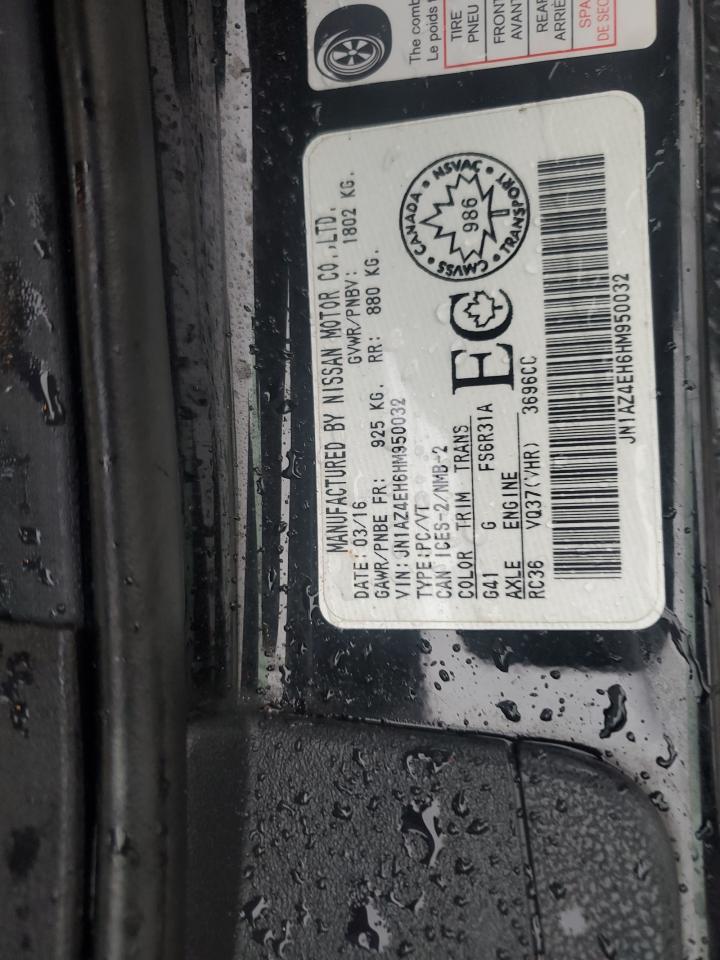 The comb
Le poids t
TIRE
PNEU
FRONT
AVANT
REAR
ARRIÈ
SPA
DE SEC
MANUFACTURED BY NISSAN MOTOR CO.,LTD.
DATE:03/16 GVWR/PNBV: 1802 KG.
GAWR/PNBE FR: 925 KG. RR: 880 KG.
VIN:JN1AZ4EH6HM950032
TYPE:PC/VT
CAN ICES-2/NMB-2
COLOR TRIM TRANS
G41 G FS6R31A
AXLE ENGINE
RC36 VQ37(VHR) 3696CC
EC
CANADA • NSVAC • TRANSPORT • CMVSS
986
JN1AZ4EH6HM950032